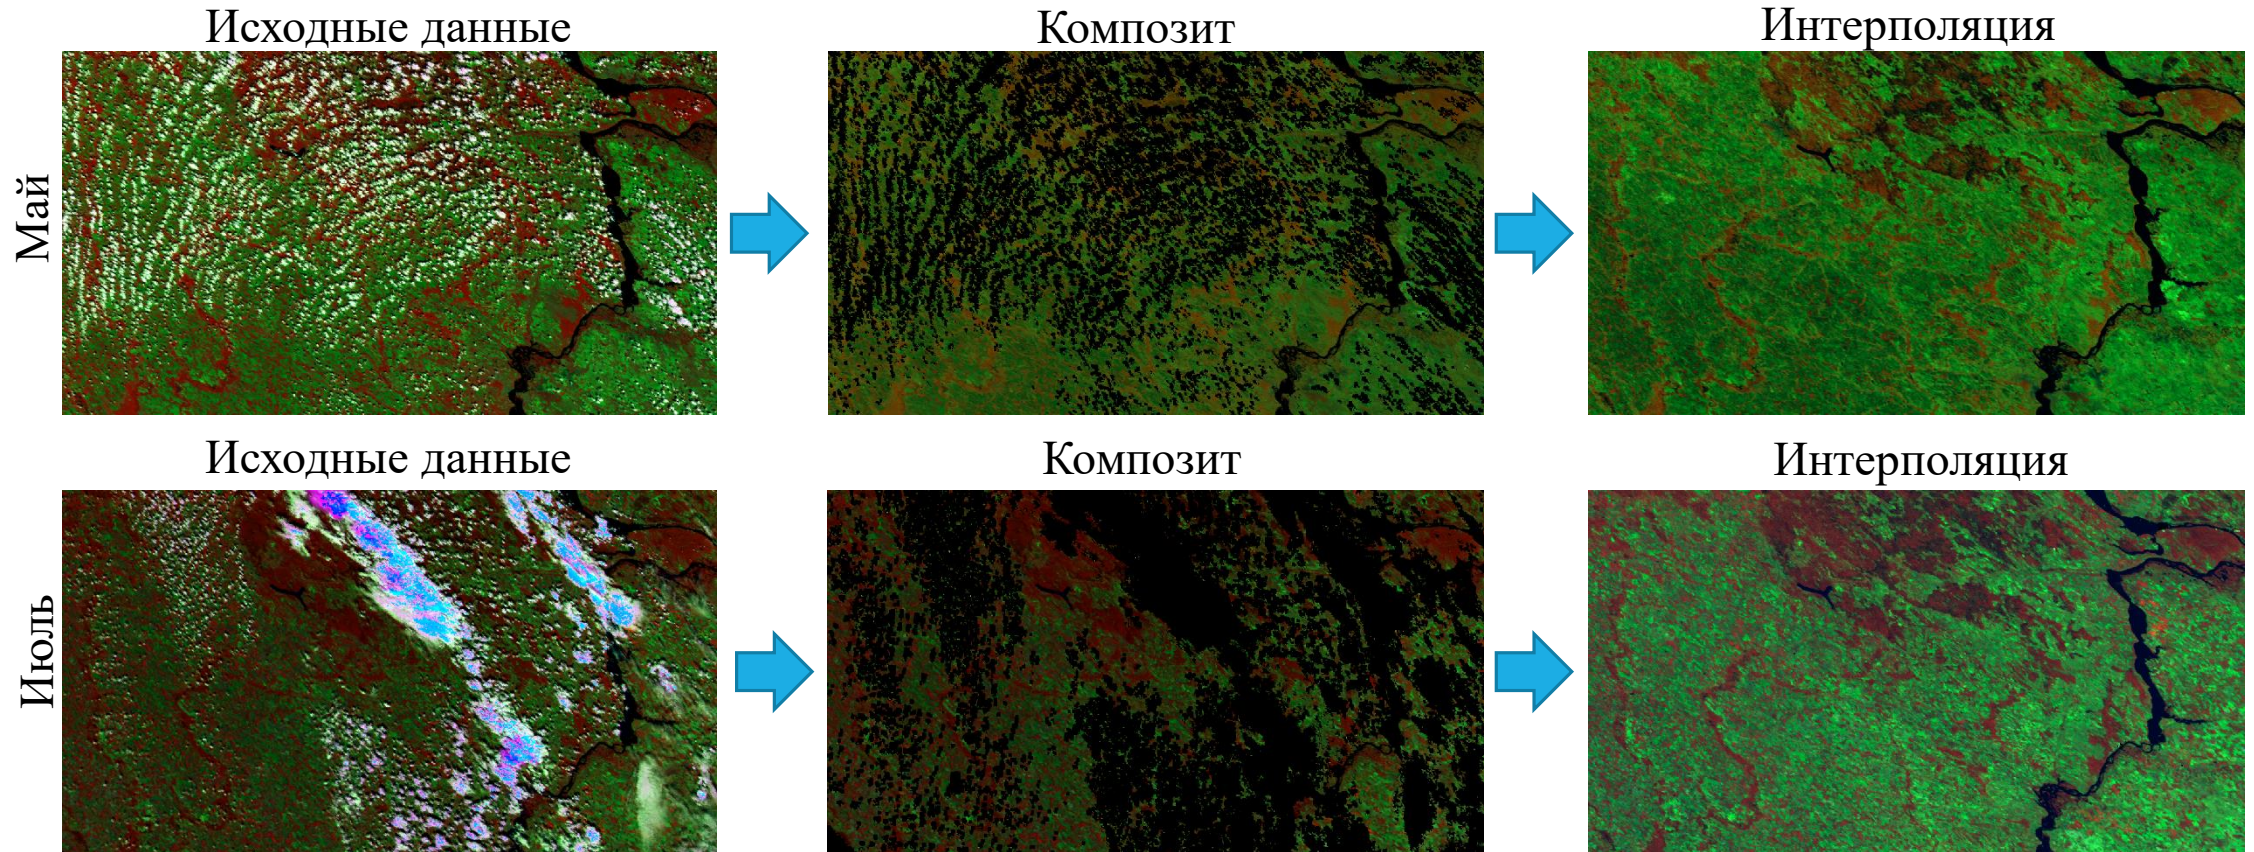 Исходные данные
Композит
Интерполяция
Май
Исходные данные
Композит
Интерполяция
Июль